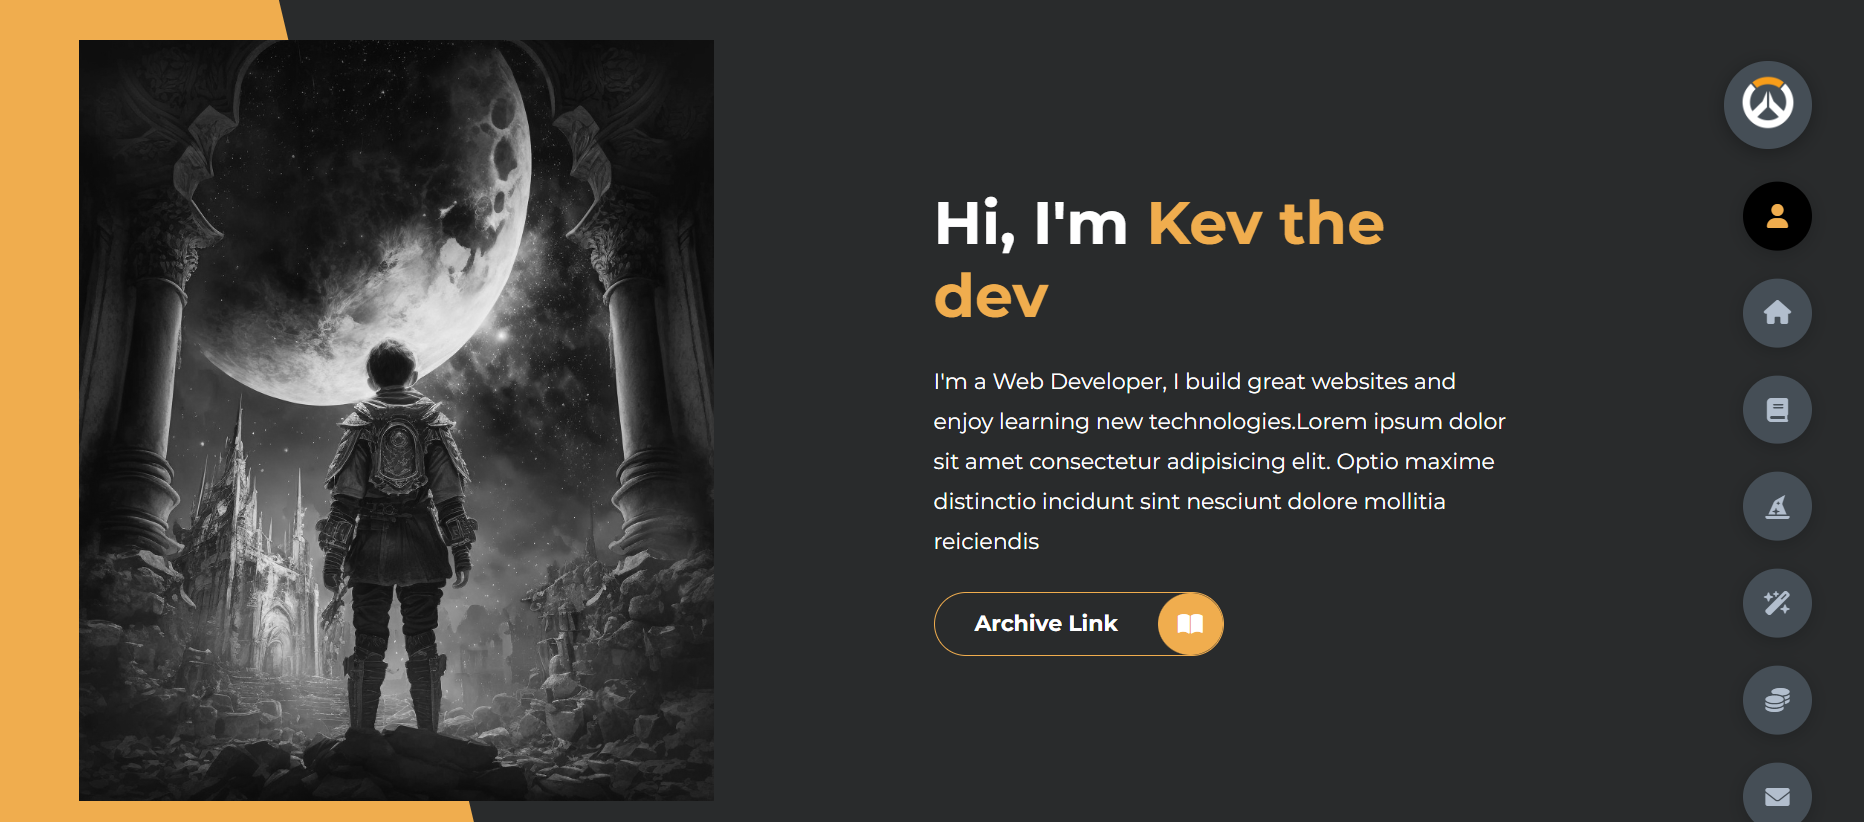 Hi, I'm Kev the
dev
I'm a Web Developer, I build great websites and
enjoy learning new technologies.Lorem ipsum dolor
sit amet consectetur adipisicing elit. Optio maxime
distinctio incidunt sint nesciunt dolore mollitia
reiciendis
Archive Link